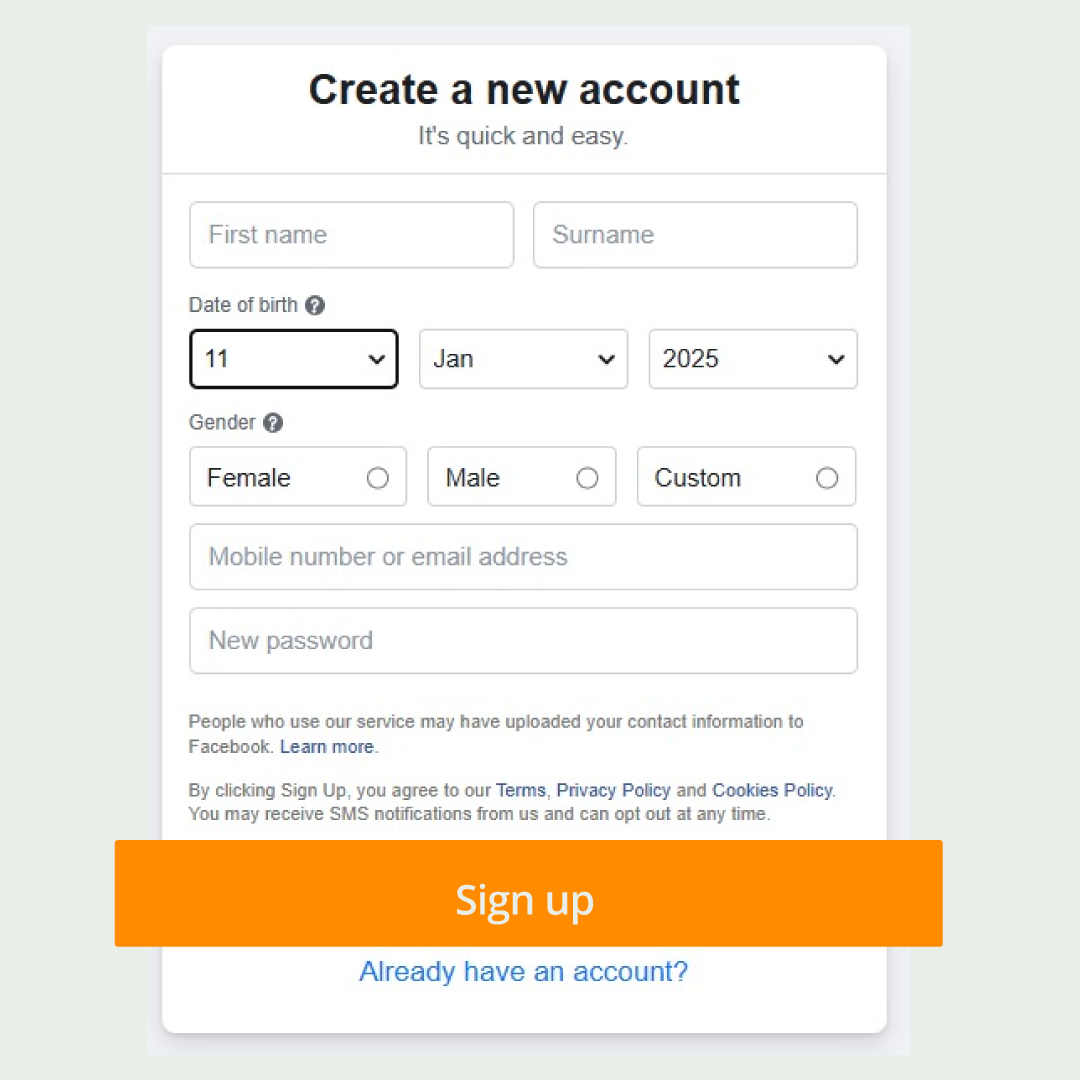 Create a new account
It's quick and easy.
First name Surname
Date of birth ?
11 Jan 2025
Gender ?
Female Male Custom
Mobile number or email address
New password
People who use our service may have uploaded your contact information to
Facebook. Learn more.
By clicking Sign Up, you agree to our Terms, Privacy Policy and Cookies Policy.
You may receive SMS notifications from us and can opt out at any time.
Sign up
Already have an account?